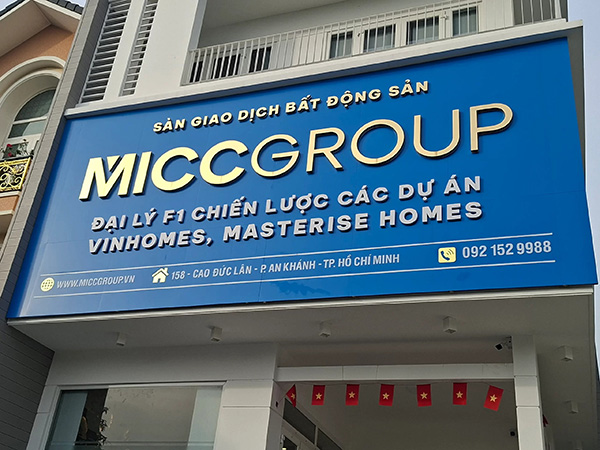 SÀN GIAO DỊCH BẤT ĐỘNG SẢN
MICCGROUP
ĐẠI LÝ F1 CHIẾN LƯỢC CÁC DỰ ÁN
VINHOMES, MASTERISE HOMES
WWW.MICCGROUP.VN 158 - CAO ĐỨC LÂN - P. AN KHÁNH - TP. HỒ CHÍ MINH 092 152 9988